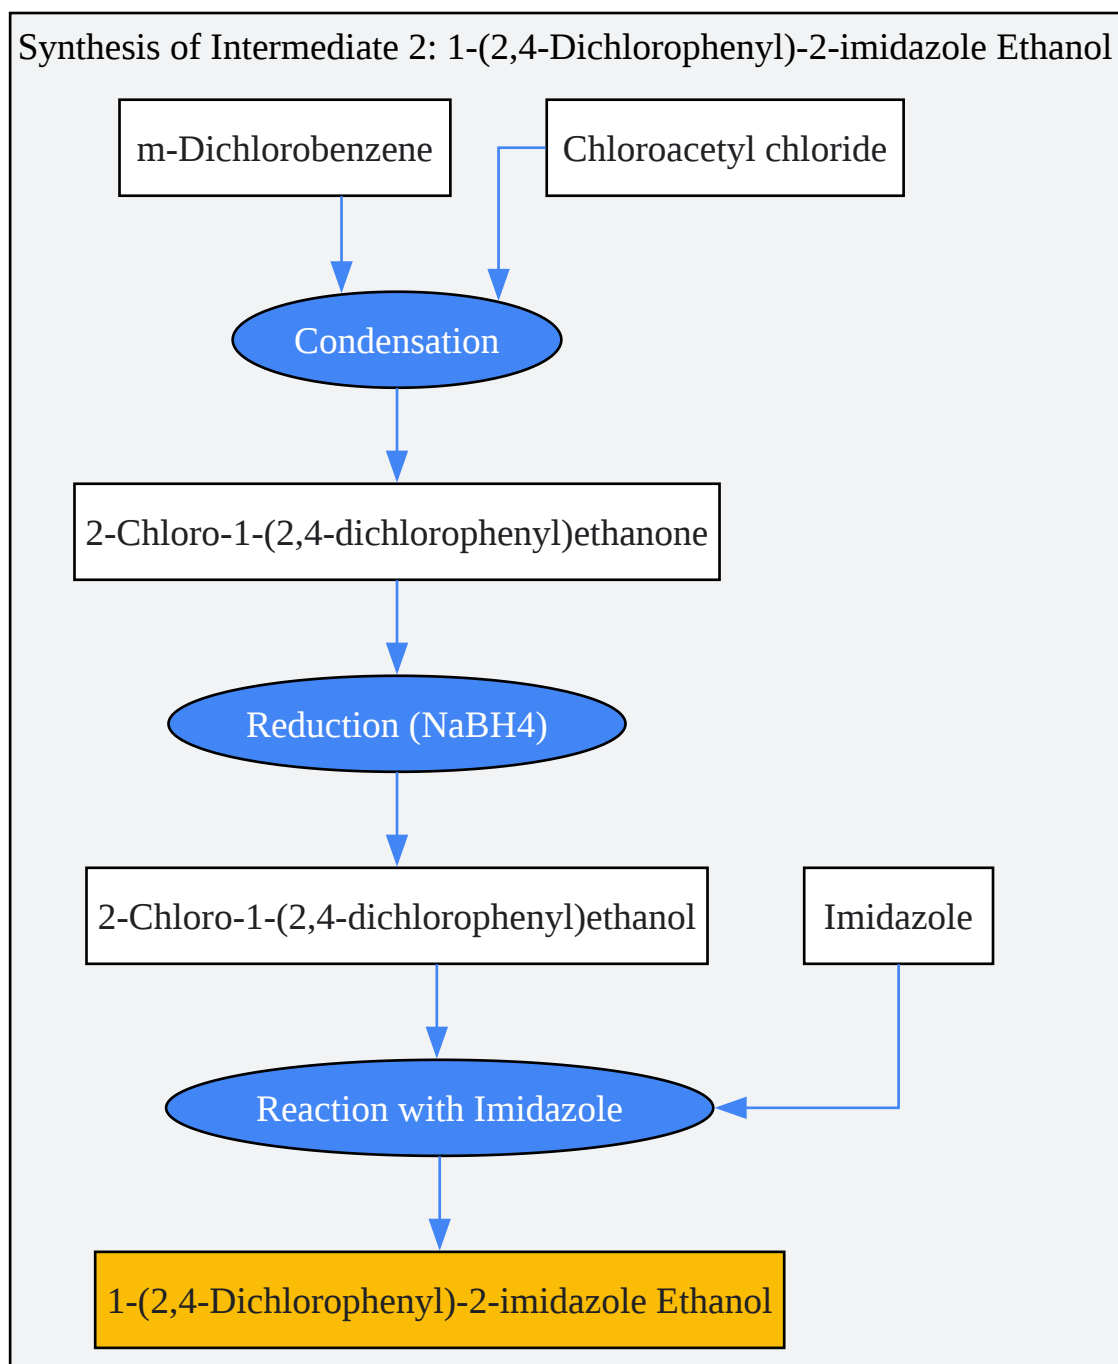 Synthesis of Intermediate 2: 1-(2,4-Dichlorophenyl)-2-imidazole Ethanol
m-Dichlorobenzene
Chloroacetyl chloride
Condensation
2-Chloro-1-(2,4-dichlorophenyl)ethanone
Reduction (NaBH4)
2-Chloro-1-(2,4-dichlorophenyl)ethanol
Imidazole
Reaction with Imidazole
1-(2,4-Dichlorophenyl)-2-imidazole Ethanol